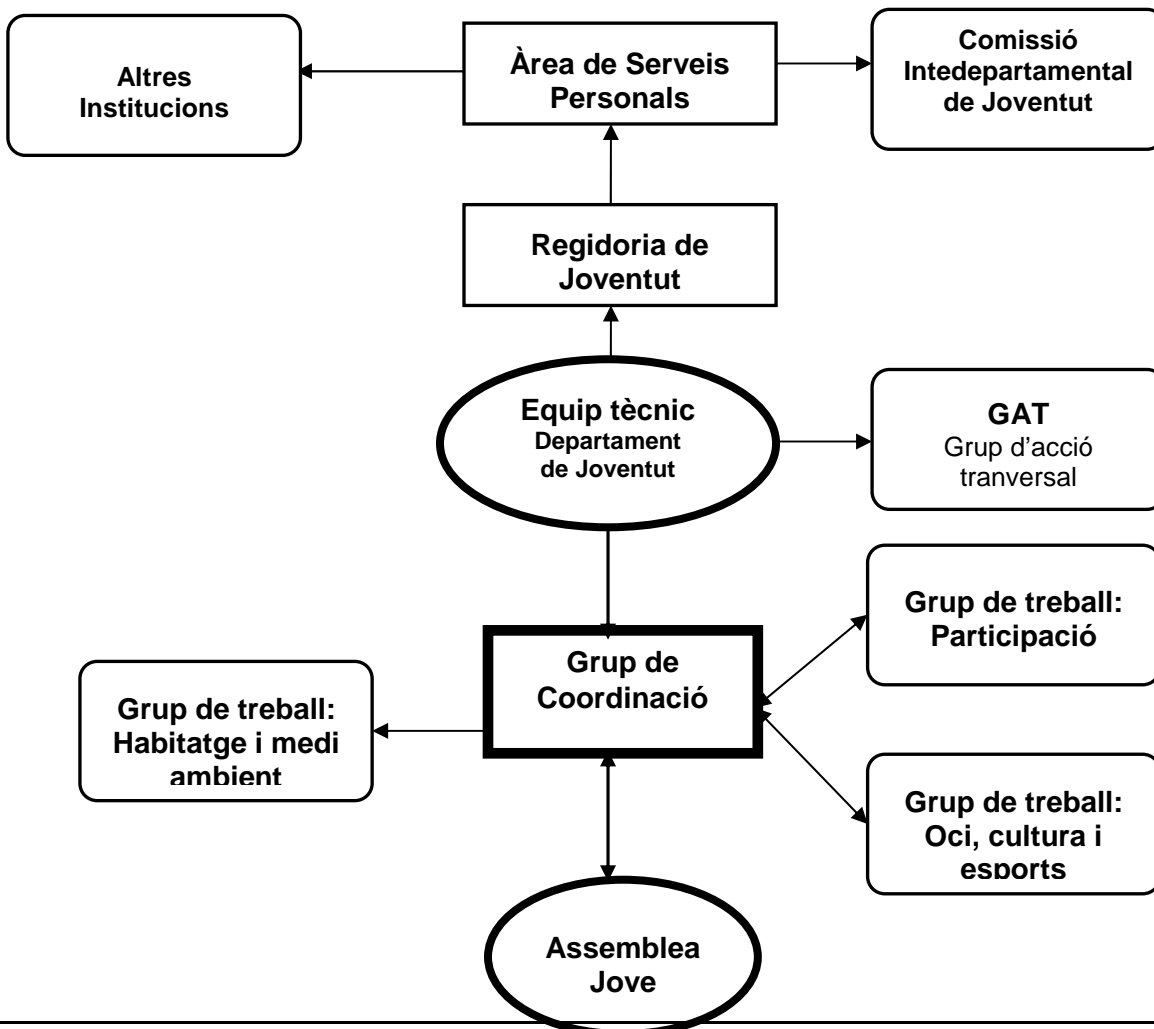 Altres
Institucions
Àrea de Serveis
Personals
Comissió
Intedepartamental
de Joventut
Regidoria de
Joventut
Equip tècnic
Departament
de Joventut
GAT
Grup d’acció
tranversal
Grup de treball:
Participació
Grup de
Coordinació
Grup de treball:
Habitatge i medi
ambient
Grup de treball:
Oci, cultura i
esports
Assemblea
Jove